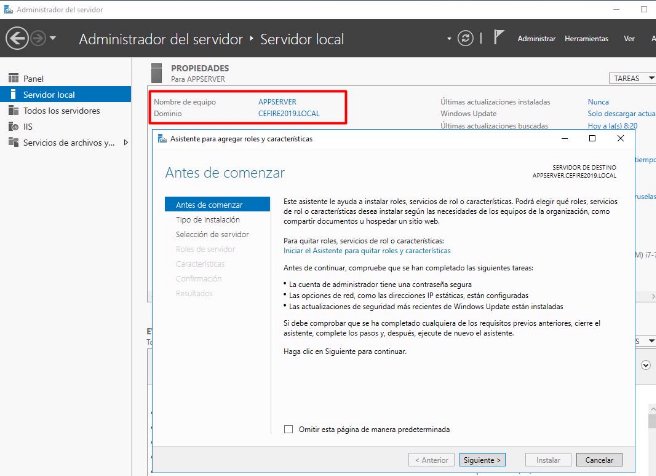 Administrador del servidor
Administrador del servidor ‣ Servidor local
Administrar Herramientas Ver
Panel
Servidor local
Todos los servidores
IIS
Servicios de archivos y...
PROPIEDADES
Para APPSERVER
TAREAS
Nombre de equipo APPSERVER
Dominio CEFIRE2019.LOCAL
Últimas actualizaciones instaladas Nunca
Windows Update Solo descargar actua
Últimas actualizaciones buscadas Hoy a la(s) 8:20
Asistente para agregar roles y características
Antes de comenzar
SERVIDOR DE DESTINO
APPSERVER.CEFIRE2019.LOCAL
Antes de comenzar
Tipo de instalación
Selección de servidor
Roles de servidor
Características
Confirmación
Resultados
Este asistente le ayuda a instalar roles, servicios de rol o características. Podrá elegir qué roles, servicios
de rol o características desea instalar según las necesidades de los equipos de la organización, como
compartir documentos u hospedar un sitio web.
Para quitar roles, servicios de rol o características:
Iniciar el Asistente para quitar roles y características
Antes de continuar, compruebe que se han completado las siguientes tareas:
• La cuenta de administrador tiene una contraseña segura
• Las opciones de red, como las direcciones IP estáticas, están configuradas
• Las actualizaciones de seguridad más recientes de Windows Update están instaladas
Si debe comprobar que se ha completado cualquiera de los requisitos previos anteriores, cierre el
asistente, complete los pasos y, después, ejecute de nuevo el asistente.
Haga clic en Siguiente para continuar.
Omitir esta página de manera predeterminada
< Anterior Siguiente > Instalar Cancelar